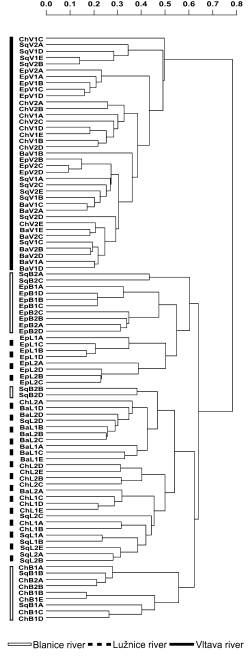 0.0 0.1 0.2 0.3 0.4 0.5 0.6 0.7 0.8
ChV1C
SqV2A
SqV1D
SqV1E
SqV2B
EpV2A
EpV1A
EpV1B
EpV1C
EpV1D
ChV2A
ChV2B
ChV1A
ChV2C
ChV1D
ChV1E
ChV1B
ChV2D
BaV1B
EpV2B
EpV2C
EpV2D
SqV1A
SqV2C
SqV2E
SqV1B
BaV1C
BaV2A
SqV2D
ChV2E
BaV1E
BaV2C
SqV1C
BaV2B
BaV2D
BaV1A
BaV1D
SqB2A
SqB2C
EpB1A
EpB1D
EpB1B
EpB1C
EpB2C
EpB2B
EpB2A
EpB2D
EpL1A
EpL1C
EpL1B
EpL1D
EpL2A
EpL2D
EpL2B
EpL2C
SqB2B
SqB2D
ChL2A
BaL1D
BaL2D
SqL2D
BaL1B
BaL2B
BaL2C
BaL1A
BaL1C
BaL1E
ChL2D
ChL2E
ChL2B
ChL2C
BaL2A
ChL1C
ChL1D
ChL1E
SqL2C
ChL1A
ChL1B
SqL1A
SqL1B
SqL2E
SqL2A
SqL2B
ChB1A
SqB1B
ChB2A
ChB2B
ChB1B
ChB1E
SqB1A
ChB1C
ChB1D
Blanice river Lužnice river Vltava river